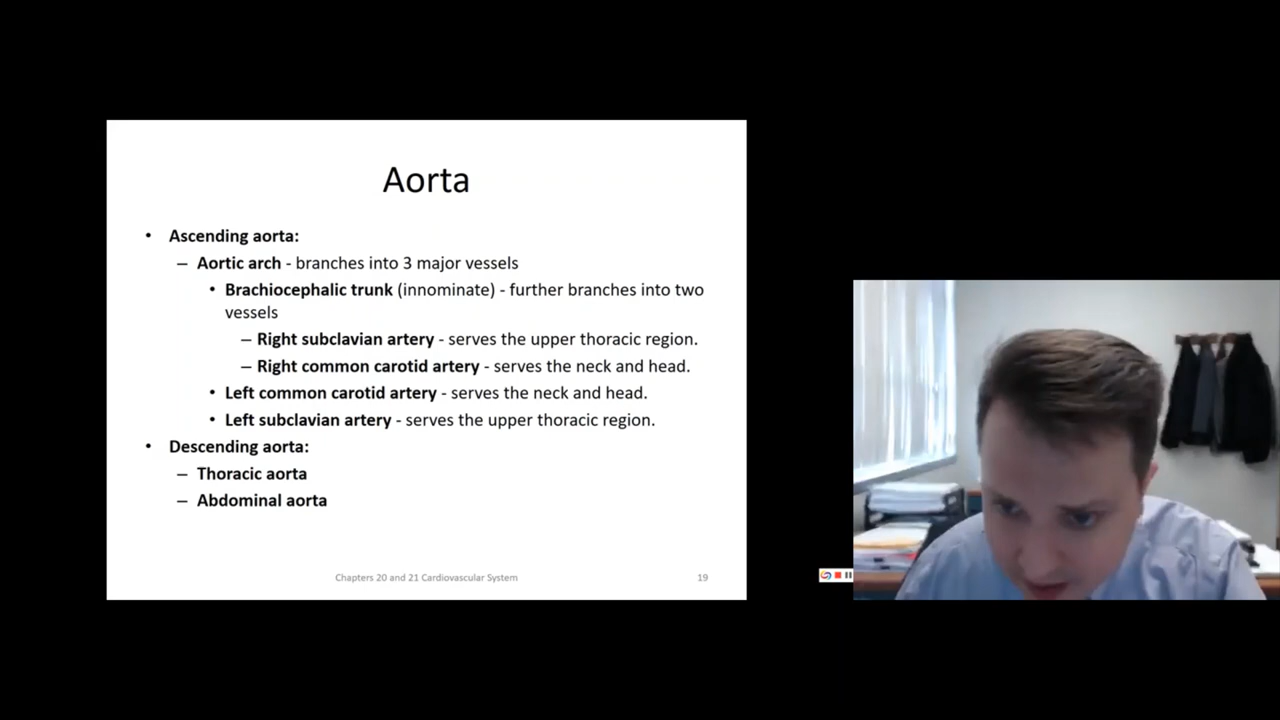 Aorta
• Ascending aorta:
– Aortic arch - branches into 3 major vessels
• Brachiocephalic trunk (innominate) - further branches into two
vessels
– Right subclavian artery - serves the upper thoracic region.
– Right common carotid artery - serves the neck and head.
• Left common carotid artery - serves the neck and head.
• Left subclavian artery - serves the upper thoracic region.
• Descending aorta:
– Thoracic aorta
– Abdominal aorta
Chapters 20 and 21 Cardiovascular System 19